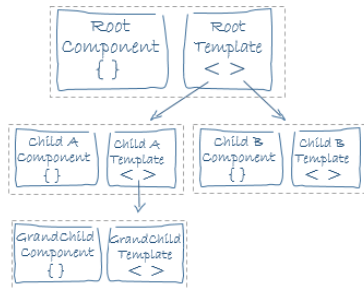 Root
Component
{ }
Root
Template
< >
Child A
Component
{ }
Child A
Template
< >
Child B
Component
{ }
Child B
Template
< >
GrandChild
Component
{ }
GrandChild
Template
< >